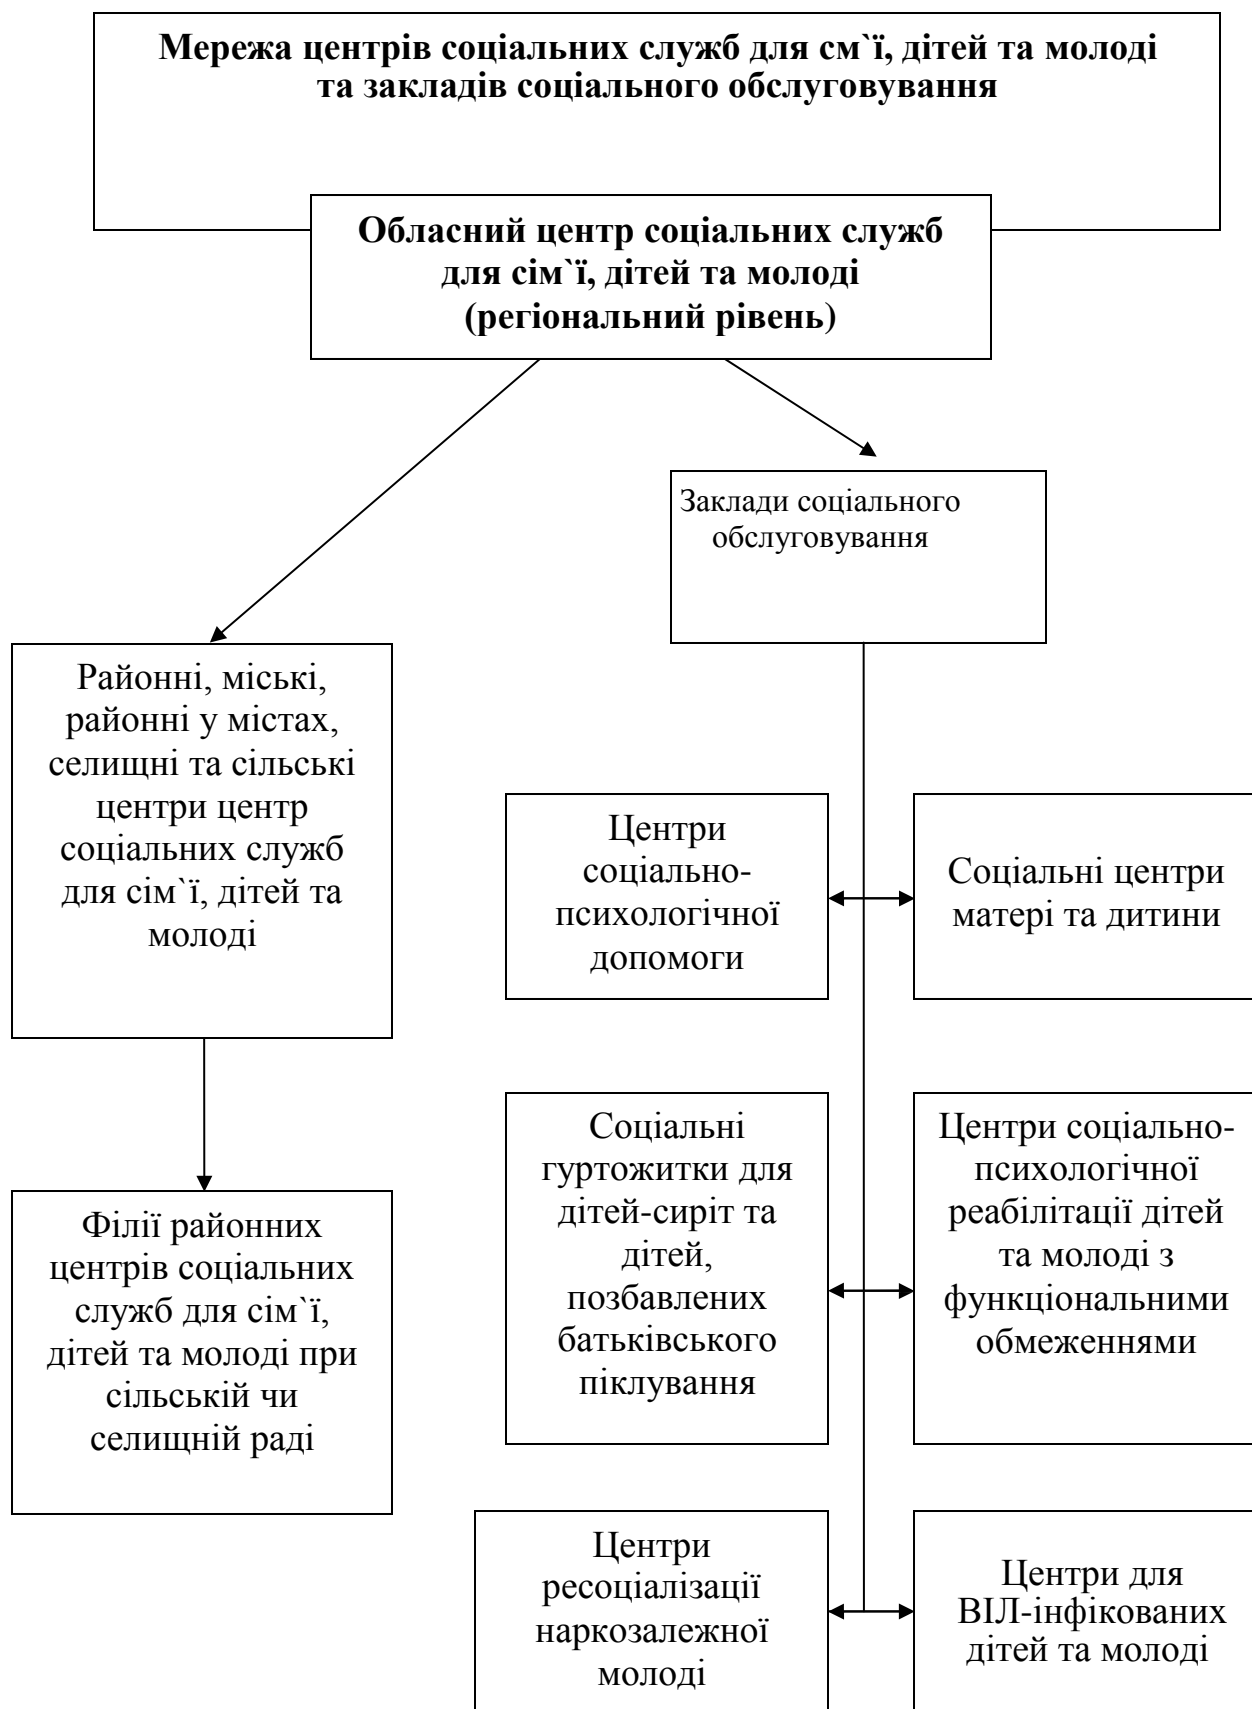 Мережа центрів соціальних служб для см`ї, дітей та молоді
та закладів соціального обслуговування
Обласний центр соціальних служб
для сім`ї, дітей та молоді
(регіональний рівень)
Заклади соціального
обслуговування
Районні, міські,
районні у містах,
селищні та сільські
центри центр
соціальних служб
для сім`ї, дітей та
молоді
Філії районних
центрів соціальних
служб для сім`ї,
дітей та молоді при
сільській чи
селищній раді
Центри
соціально-
психологічної
допомоги
Соціальні центри
матері та дитини
Соціальні
гуртожитки для
дітей-сиріт та
дітей,
позбавлених
батьківського
піклування
Центри соціально-
психологічної
реабілітації дітей
та молоді з
функціональними
обмеженнями
Центри
ресоціалізації
наркозалежної
молоді
Центри для
ВІЛ-інфікованих
дітей та молоді